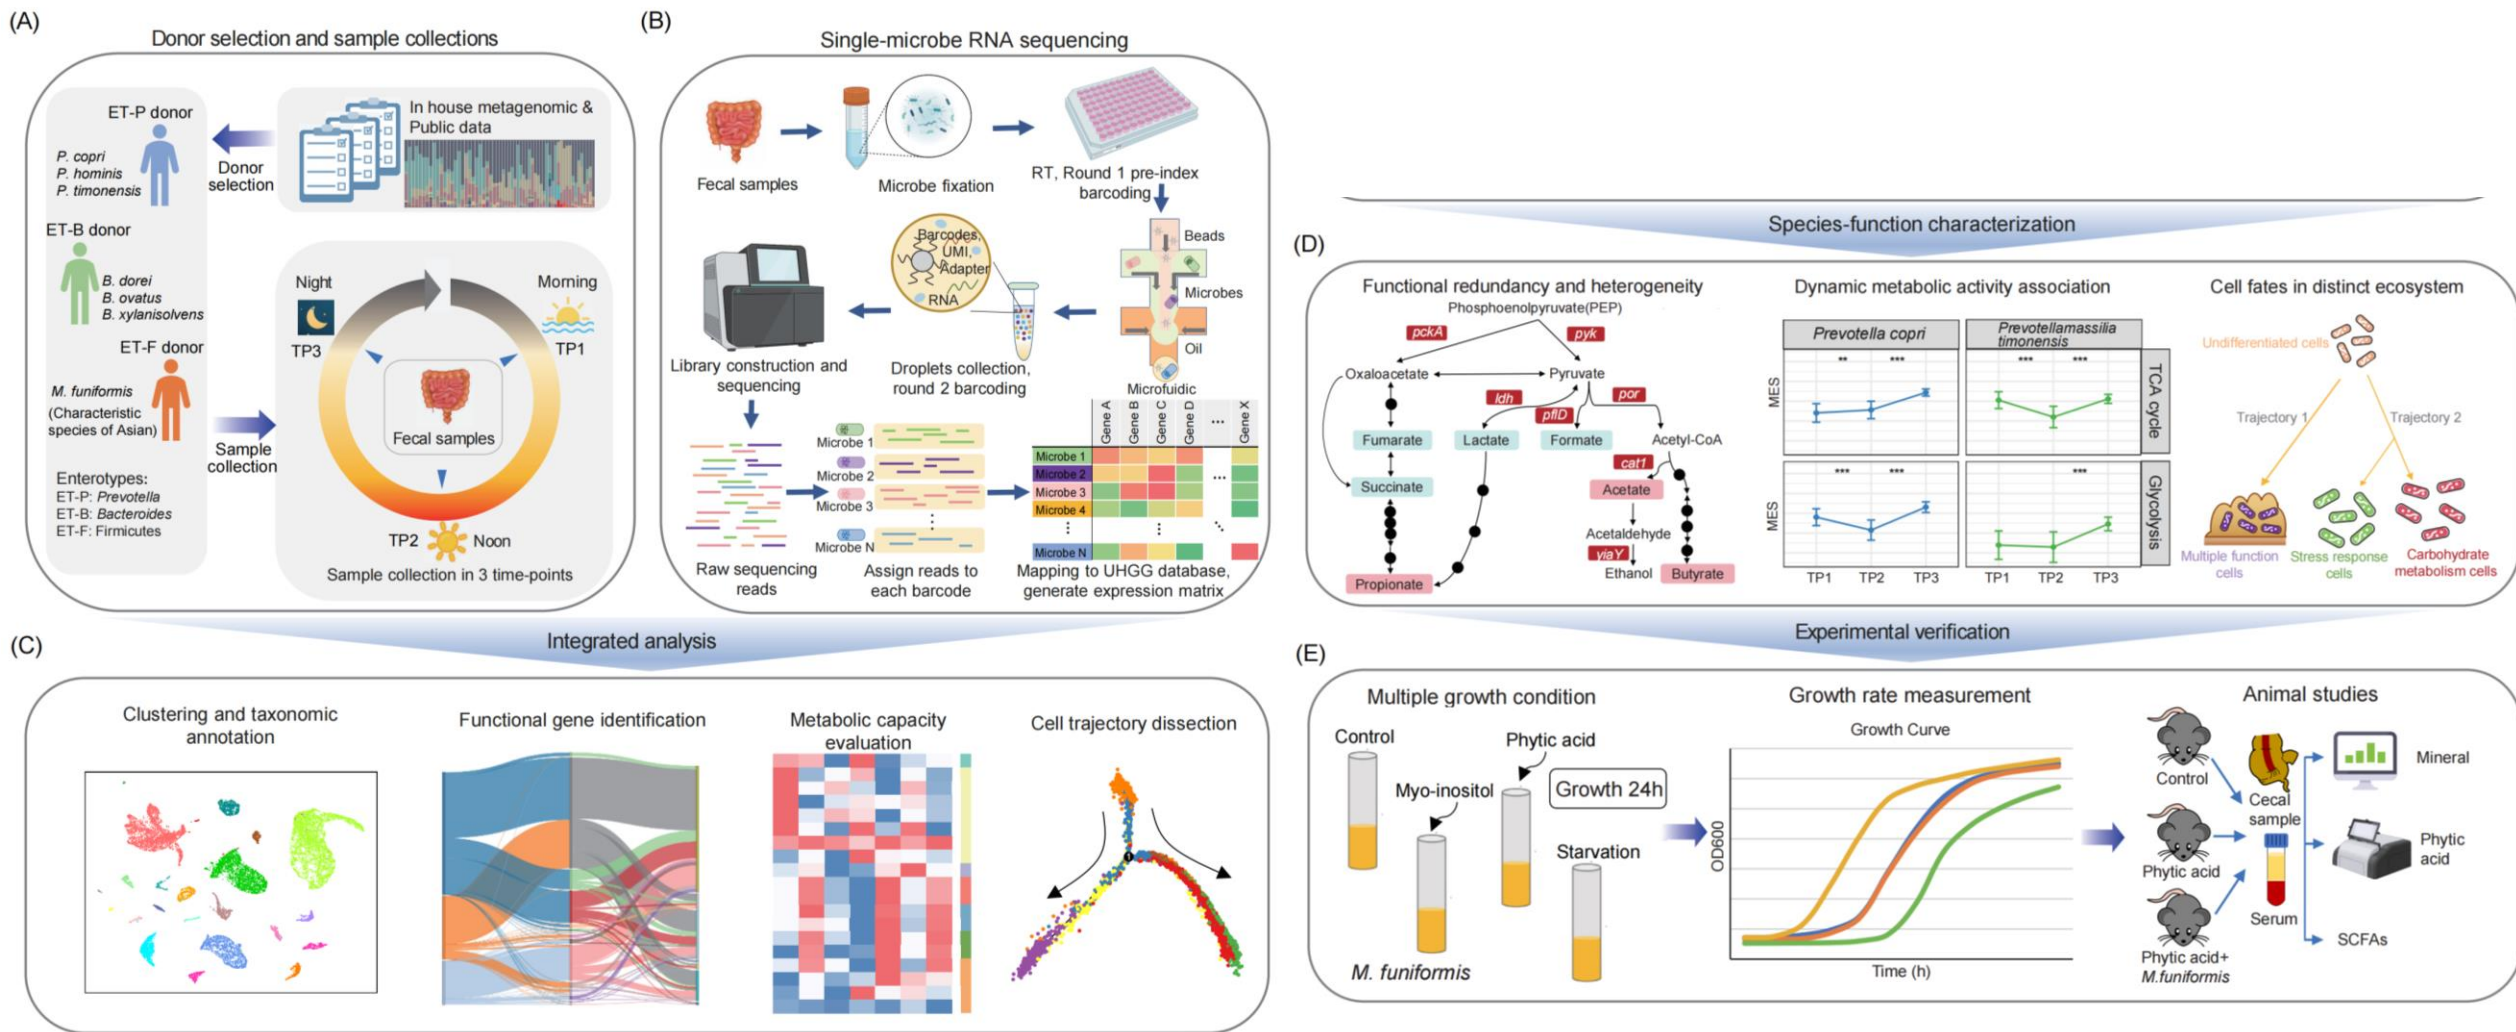 (A)
Donor selection and sample collections
ET-P donor
P. copri
P. hominis
P. timonensis
Donor
selection
In house metagenomic &
Public data
ET-B donor
B. dorei
B. ovatus
B. xylanisolvens
ET-F donor
M. funiformis
(Characteristic
species of Asian)
Sample
collection
Enterotypes:
ET-P: Prevotella
ET-B: Bacteroides
ET-F: Firmicutes
Night
TP3
Morning
TP1
Fecal samples
TP2
Noon
Sample collection in 3 time-points
(B)
Single-microbe RNA sequencing
Fecal samples
Microbe fixation
RT, Round 1 pre-index
barcoding
Beads
Microbes
Oil
Microfuidic
Barcodes,
UMI,
Adapter
RNA
Droplets collection,
round 2 barcoding
Library construction and
sequencing
Raw sequencing
reads
Microbe 1
Microbe 2
Microbe 3
⋮
Microbe N
Assign reads to
each barcode
Gene A
Gene B
Gene C
Gene D
...
Gene X
Microbe 1
Microbe 2
...
Microbe 3
Microbe 4
⋮ ⋮ ⋱
Microbe N
Mapping to UHGG database,
generate expression matrix
Integrated analysis
(C)
Clustering and taxonomic
annotation
Functional gene identification
Metabolic capacity
evaluation
Cell trajectory dissection
1
Species-function characterization
(D)
Functional redundancy and heterogeneity
Phosphoenolpyruvate(PEP)
pckA
pyk
Oxaloacetate
Pyruvate
ldh
pflD
por
Fumarate
Lactate
Formate
Acetyl-CoA
cat1
Succinate
Acetate
Acetaldehyde
yiaY
Propionate
Ethanol
Butyrate
Dynamic metabolic activity association
Prevotella copri
Prevotellamassilia
timonensis
** ***
*** ***
MES
TCA cycle
*** ***
***
MES
Glycolysis
TP1 TP2 TP3
TP1 TP2 TP3
Cell fates in distinct ecosystem
Undifferentiated cells
Trajectory 1
Trajectory 2
Multiple function
cells
Stress response
cells
Carbohydrate
metabolism cells
Experimental verification
(E)
Multiple growth condition
Control
Myo-inositol
Phytic acid
Growth 24h
Starvation
M. funiformis
Growth rate measurement
Growth Curve
OD600
Time (h)
Animal studies
Control
Phytic acid
Phytic acid+
M.funiformis
Cecal
sample
Serum
Mineral
Phytic
acid
SCFAs